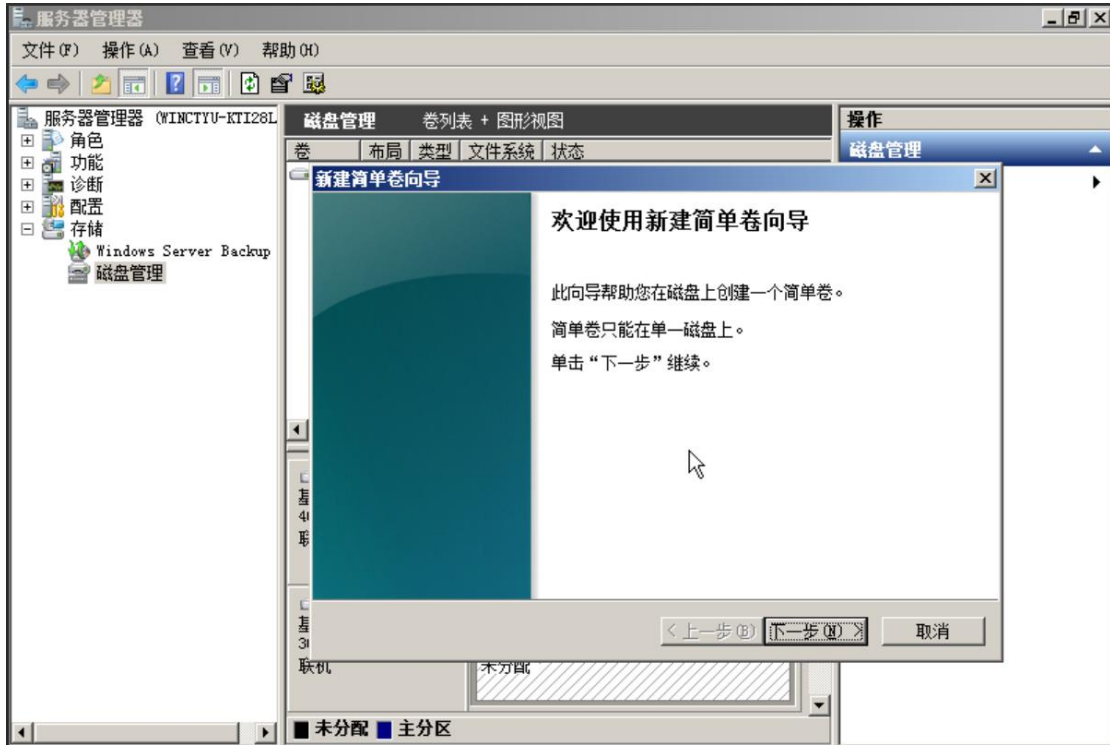 服务器管理器
文件(F) 操作(A) 查看(V) 帮助(H)
服务器管理器 (WINCTYU-KTI28L
角色
功能
诊断
配置
存储
Windows Server Backup
磁盘管理
磁盘管理 卷列表 + 图形视图
卷 布局 类型 文件系统 状态
操作
磁盘管理
新建简单卷向导
欢迎使用新建简单卷向导
此向导帮助您在磁盘上创建一个简单卷。
简单卷只能在单一磁盘上。
单击“下一步”继续。
<上一步(B) 下一步(N)> 取消
联机
未分配
未分配 主分区